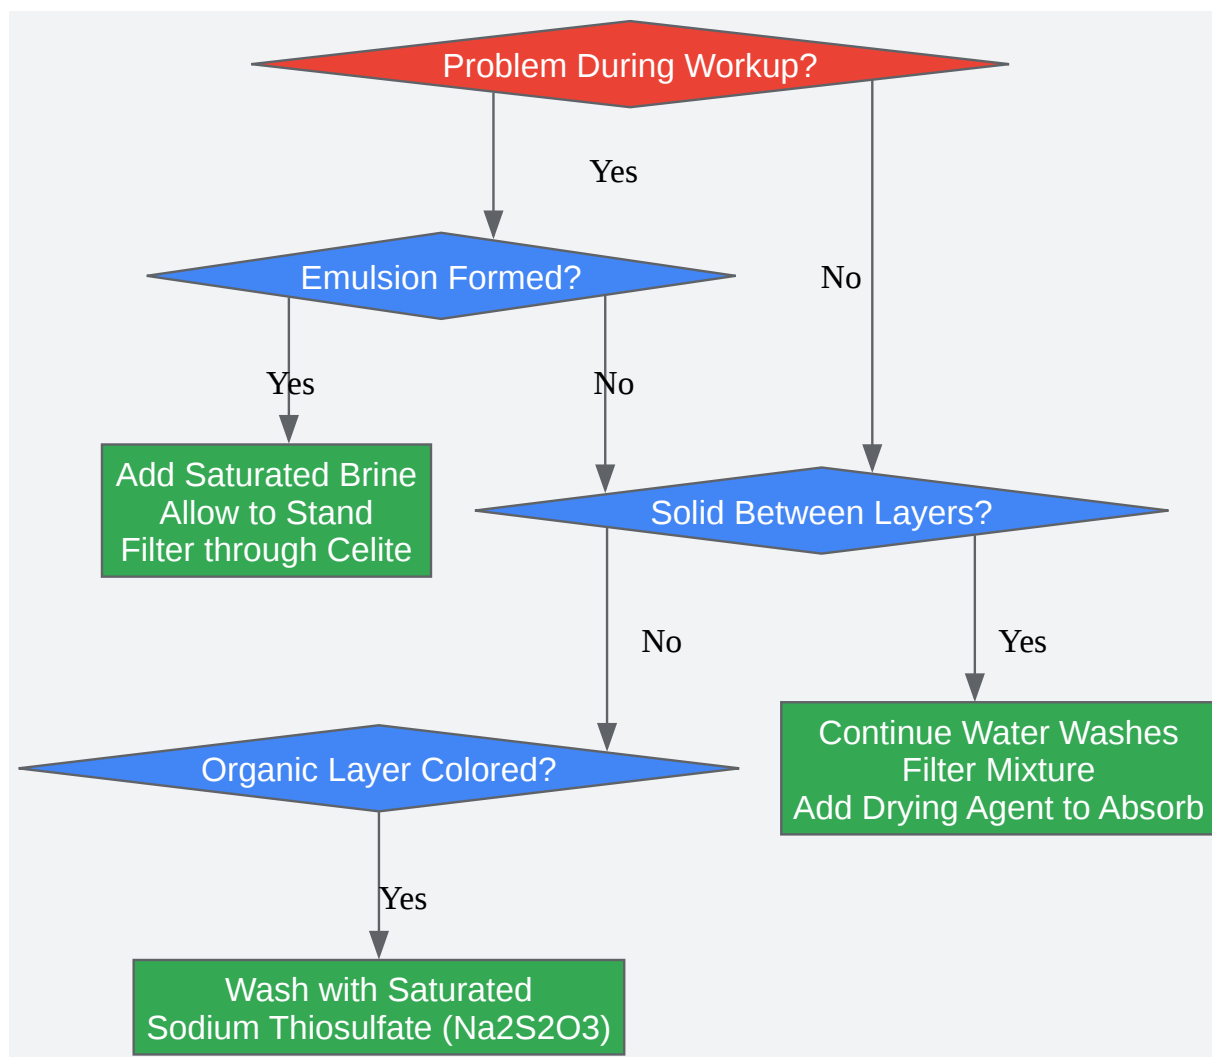 Problem During Workup?
Yes
Emulsion Formed?
No
Yes
No
Add Saturated Brine
Allow to Stand
Filter through Celite
Solid Between Layers?
No
Yes
Continue Water Washes
Filter Mixture
Add Drying Agent to Absorb
Organic Layer Colored?
Yes
Wash with Saturated
Sodium Thiosulfate (Na2S2O3)